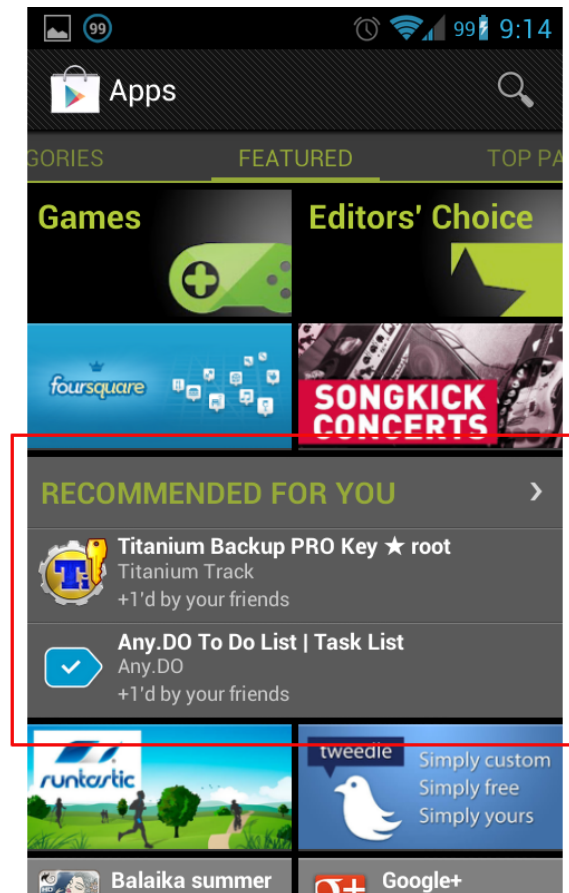 99
99 9:14
Apps
GORIES FEATURED TOP PA
Games
Editors' Choice
foursquare
SONGKICK
CONCERTS
RECOMMENDED FOR YOU
Titanium Backup PRO Key ★ root
Titanium Track
+1'd by your friends
Any.DO To Do List | Task List
Any.DO
+1'd by your friends
runtastic
tweedle
Simply custom
Simply free
Simply yours
Balaika summer
Google+